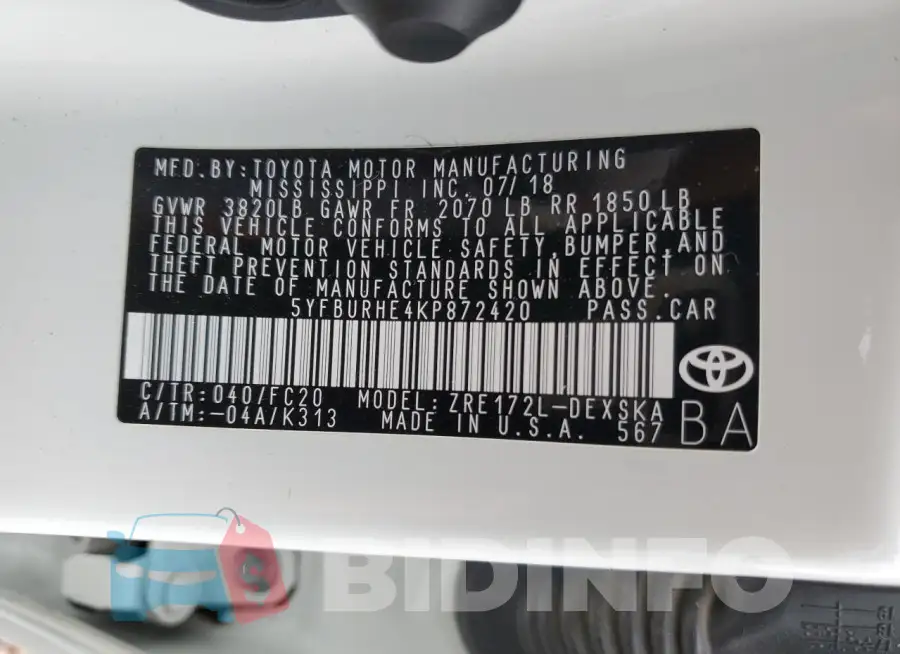 MFD.BY:TOYOTA MOTOR MANUFACTURING
MISSISSIPPI INC. 07/18
GVWR 3820LB GAWR FR 2070 LB RR 1850 LB
THIS VEHICLE CONFORMS TO ALL APPLICABLE
FEDERAL MOTOR VEHICLE SAFETY,BUMPER,AND
THEFT PREVENTION STANDARDS IN EFFECT ON
THE DATE OF MANUFACTURE SHOWN ABOVE.
5YFBURHE4KP872420 PASS.CAR
C/TR:040/FC20 MODEL: ZRE172L-DEXSKA
A/TM:-04A/K313 MADE IN U.S.A. 567 BA
$ BIDINFO